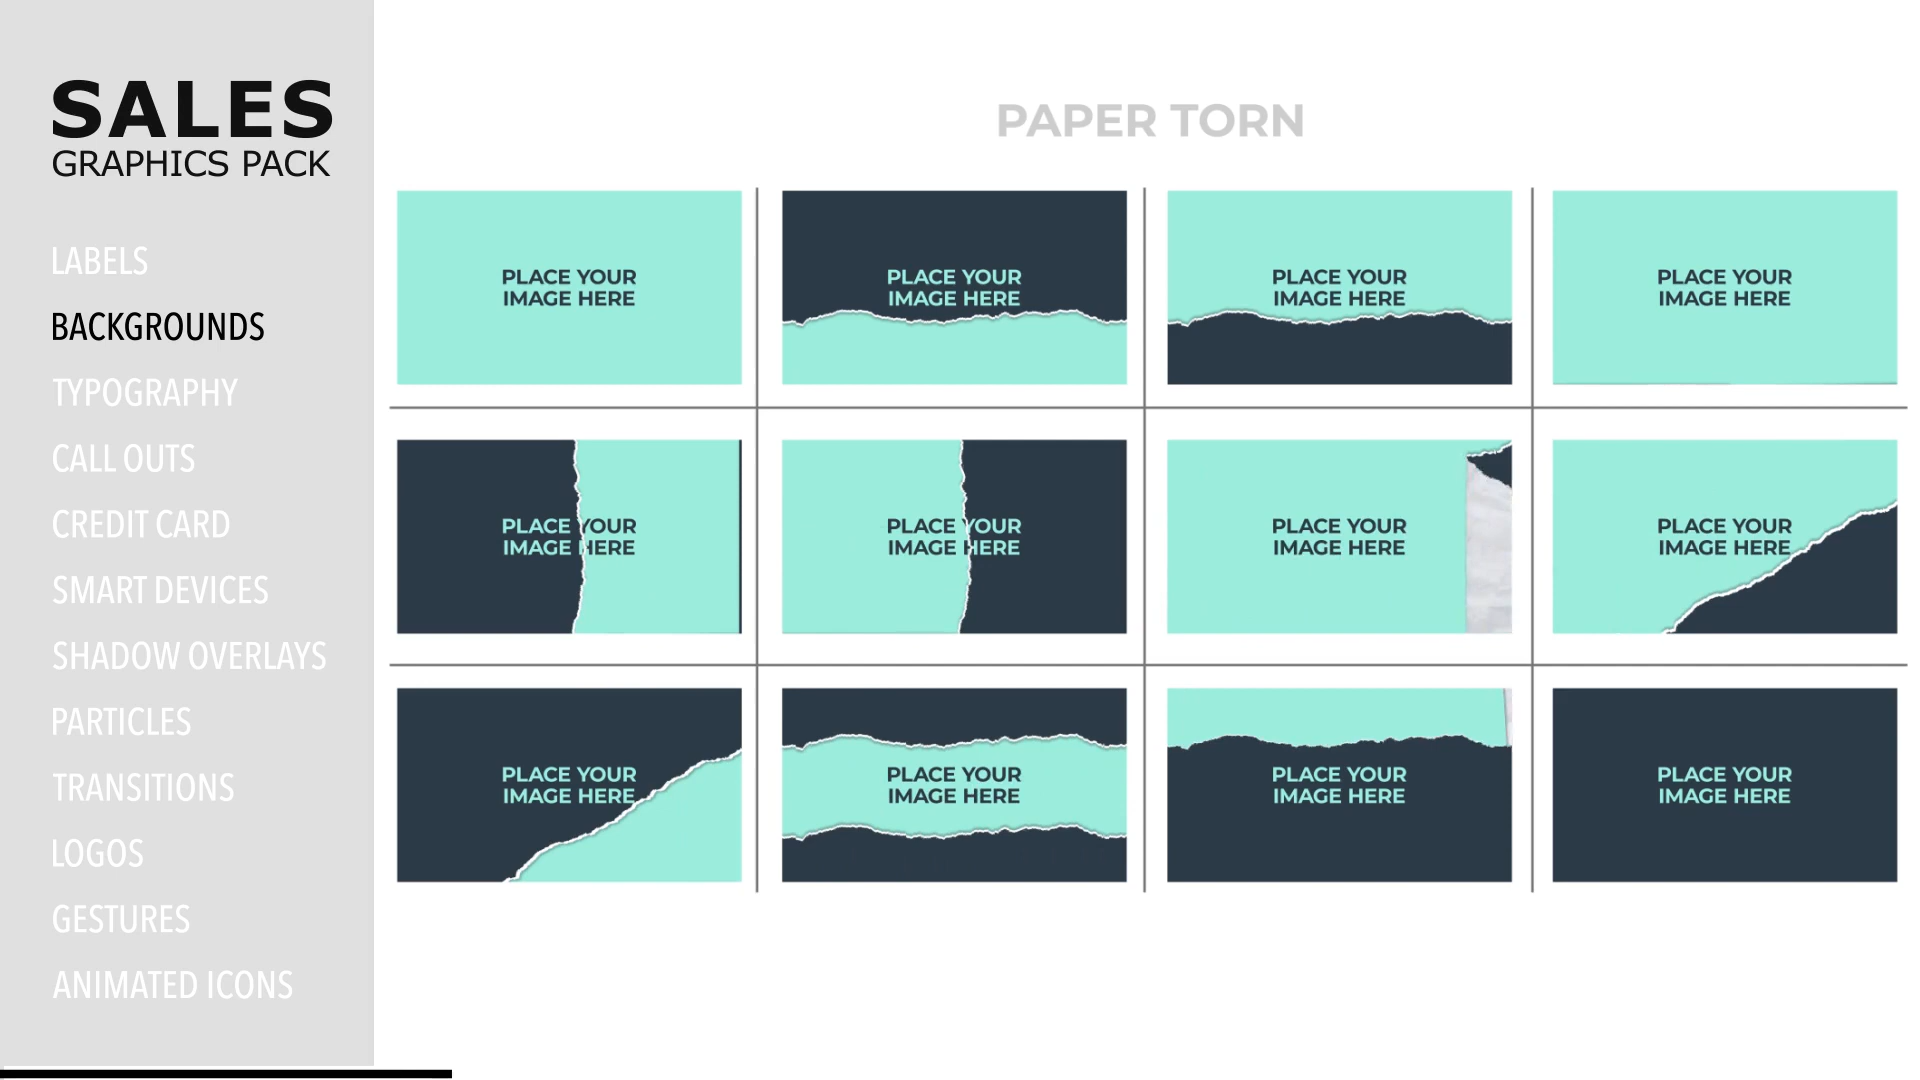 SALES
GRAPHICS PACK
LABELS
BACKGROUNDS
TYPOGRAPHY
CALL OUTS
CREDIT CARD
SMART DEVICES
SHADOW OVERLAYS
PARTICLES
TRANSITIONS
LOGOS
GESTURES
ANIMATED ICONS
PAPER TORN
PLACE YOUR
IMAGE HERE
PLACE YOUR
IMAGE HERE
PLACE YOUR
IMAGE HERE
PLACE YOUR
IMAGE HERE
PLACE YOUR
IMAGE HERE
PLACE YOUR
IMAGE HERE
PLACE YOUR
IMAGE HERE
PLACE YOUR
IMAGE HERE
PLACE YOUR
IMAGE HERE
PLACE YOUR
IMAGE HERE
PLACE YOUR
IMAGE HERE
PLACE YOUR
IMAGE HERE